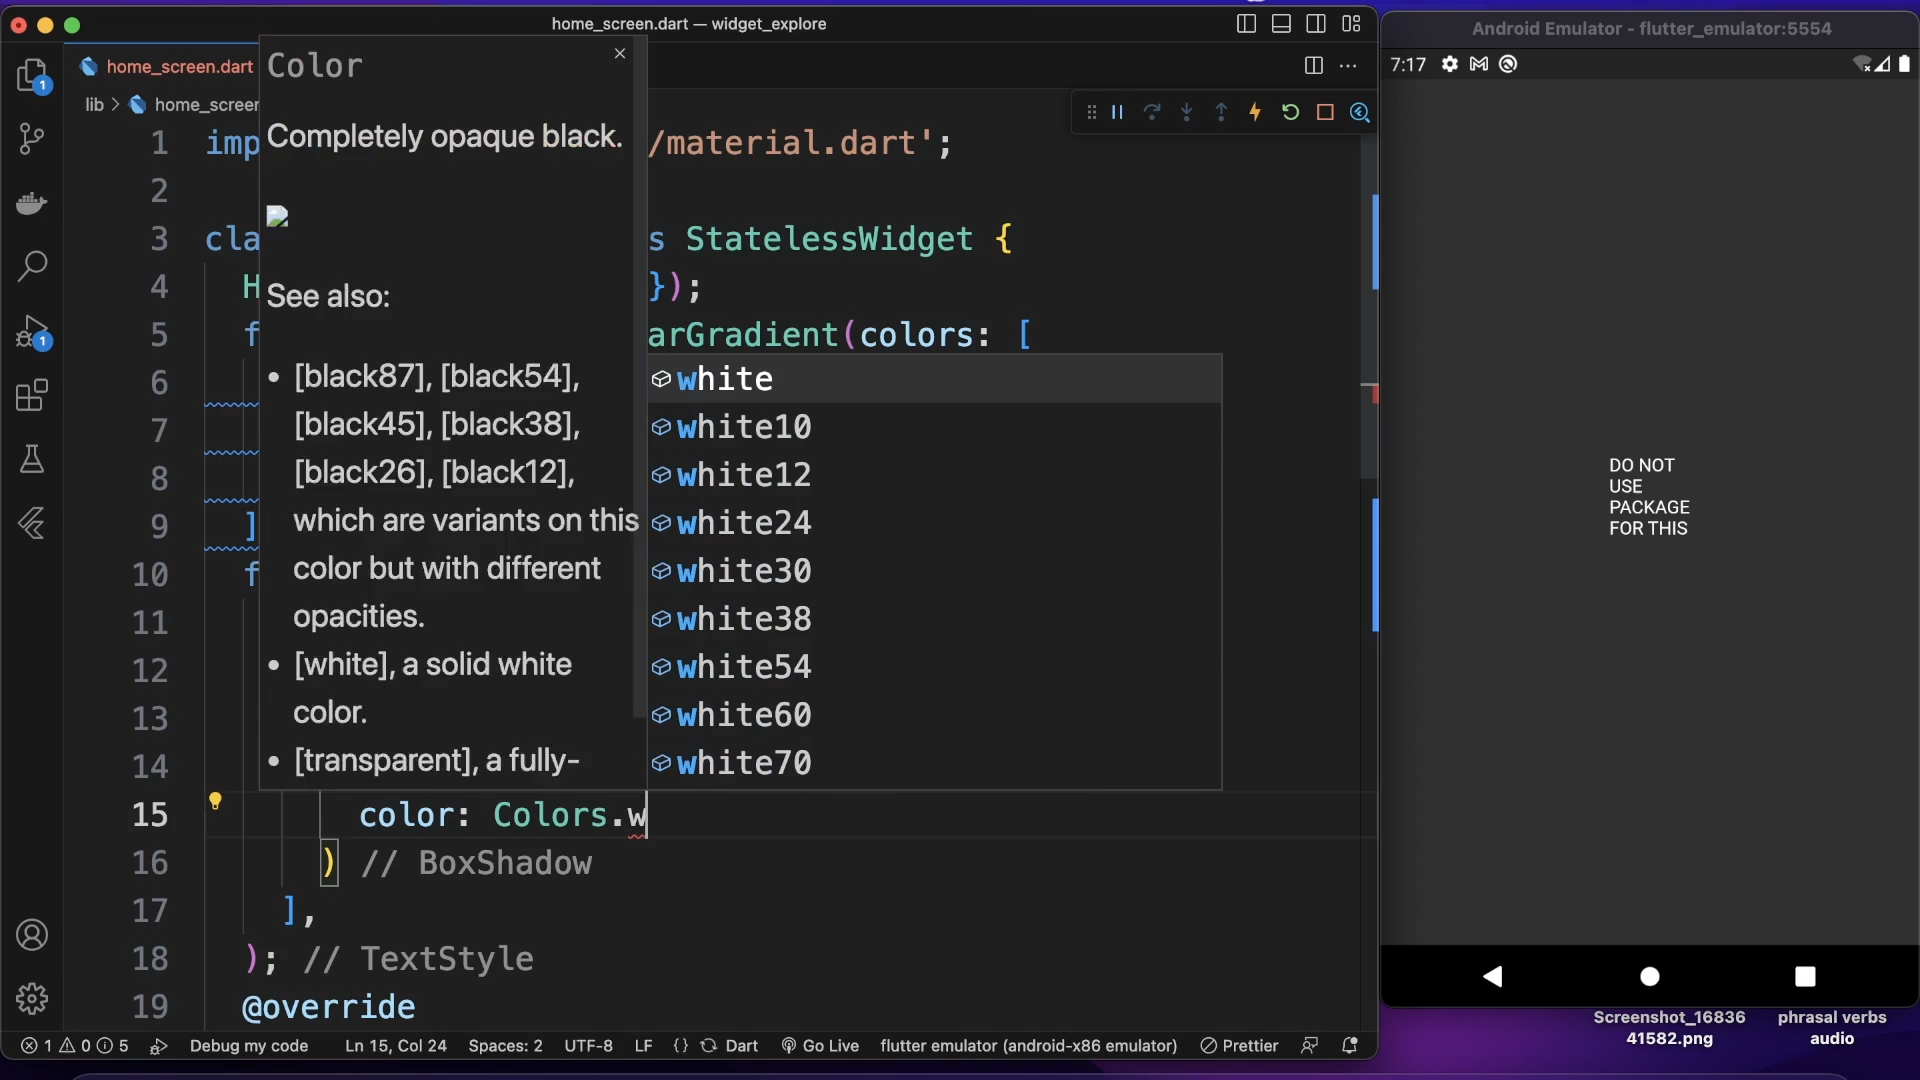 home_screen.dart — widget_explore
home_screen.dart
lib > home_screen
Color
Completely opaque black.
See also:
• [black87], [black54],
[black45], [black38],
[black26], [black12],
which are variants on this
color but with different
opacities.
• [white], a solid white
color.
• [transparent], a fully-
1 imp /material.dart';
2
3 cla s StatelessWidget {
4 H });
5 f arGradient(colors: [
6
7
8
9 ]
10 f
11
12
13
14
white
white10
white12
white24
white30
white38
white54
white60
white70
15 color: Colors.w
16 ) // BoxShadow
17 ],
18 ); // TextStyle
19 @override
1 0 5 Debug my code Ln 15, Col 24 Spaces: 2 UTF-8 LF {} Dart Go Live flutter emulator (android-x86 emulator) Prettier
1
1
Android Emulator - flutter_emulator:5554
7:17
DO NOT
USE
PACKAGE
FOR THIS
Screenshot_16836
41582.png
phrasal verbs
audio